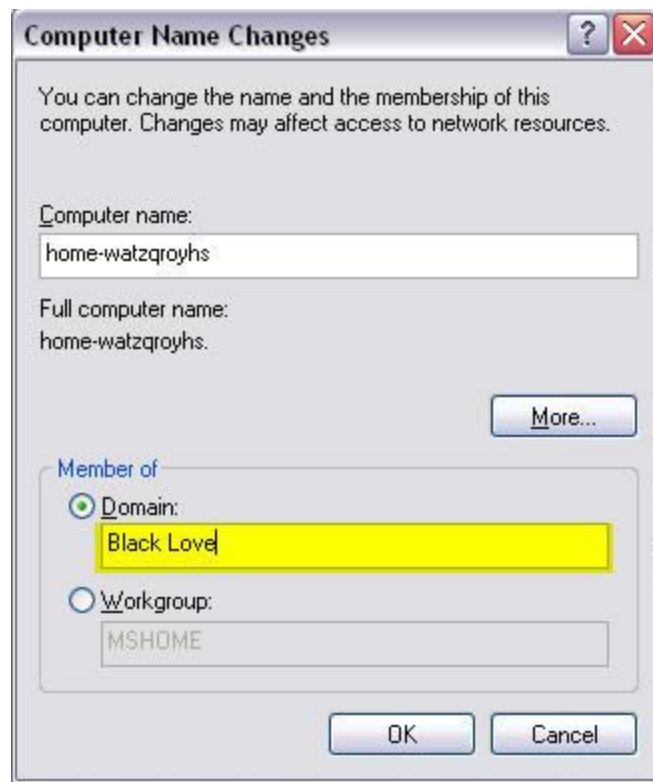 Computer Name Changes
You can change the name and the membership of this
computer. Changes may affect access to network resources.
Computer name:
home-watzqroyhs
Full computer name:
home-watzqroyhs.
More...
Member of
Domain:
Black Love
Workgroup:
MSHOME
OK Cancel